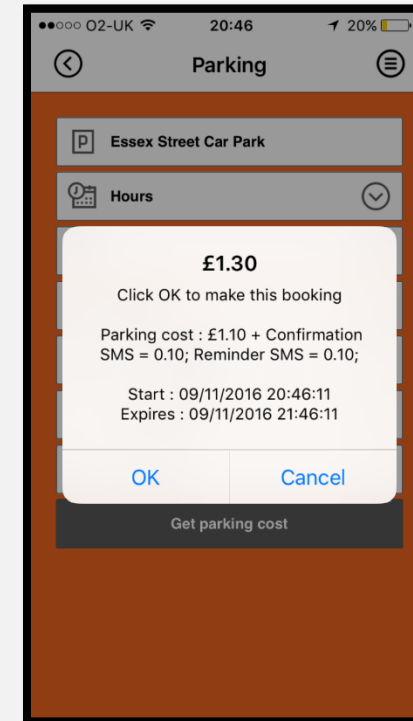 O2-UK 20:46 20%
Parking
P Essex Street Car Park
Hours
£1.30
Click OK to make this booking
Parking cost : £1.10 + Confirmation
SMS = 0.10; Reminder SMS = 0.10;
Start : 09/11/2016 20:46:11
Expires : 09/11/2016 21:46:11
OK Cancel
Get parking cost